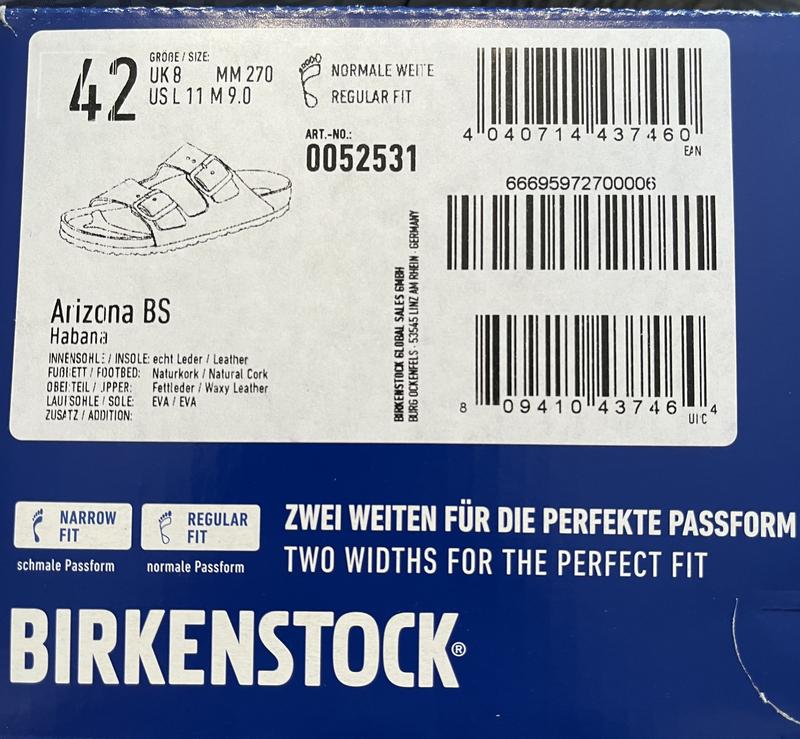 42
GRÖßE / SIZE:
UK 8 MM 270
US L 11 M 9.0
NORMALE WEITE
REGULAR FIT
ART.-NO.:
0052531
4 040714 437460
EAN
66695972700006
8 09410 43746 4
UPC
BIRKENSTOCK GLOBAL SALES GMBH
BURG OCKENFELS · 53545 LINZ AM RHEIN · GERMANY
Arizona BS
Habana
INNENSOHLE / INSOLE: echt Leder / Leather
FUßBETT / FOOTBED: Naturkork / Natural Cork
OBERTEIL / UPPER: Fettleder / Waxy Leather
LAUFSOHLE / SOLE: EVA / EVA
ZUSATZ / ADDITION:
NARROW
FIT
schmale Passform
REGULAR
FIT
normale Passform
ZWEI WEITEN FÜR DIE PERFEKTE PASSFORM
TWO WIDTHS FOR THE PERFECT FIT
BIRKENSTOCK®